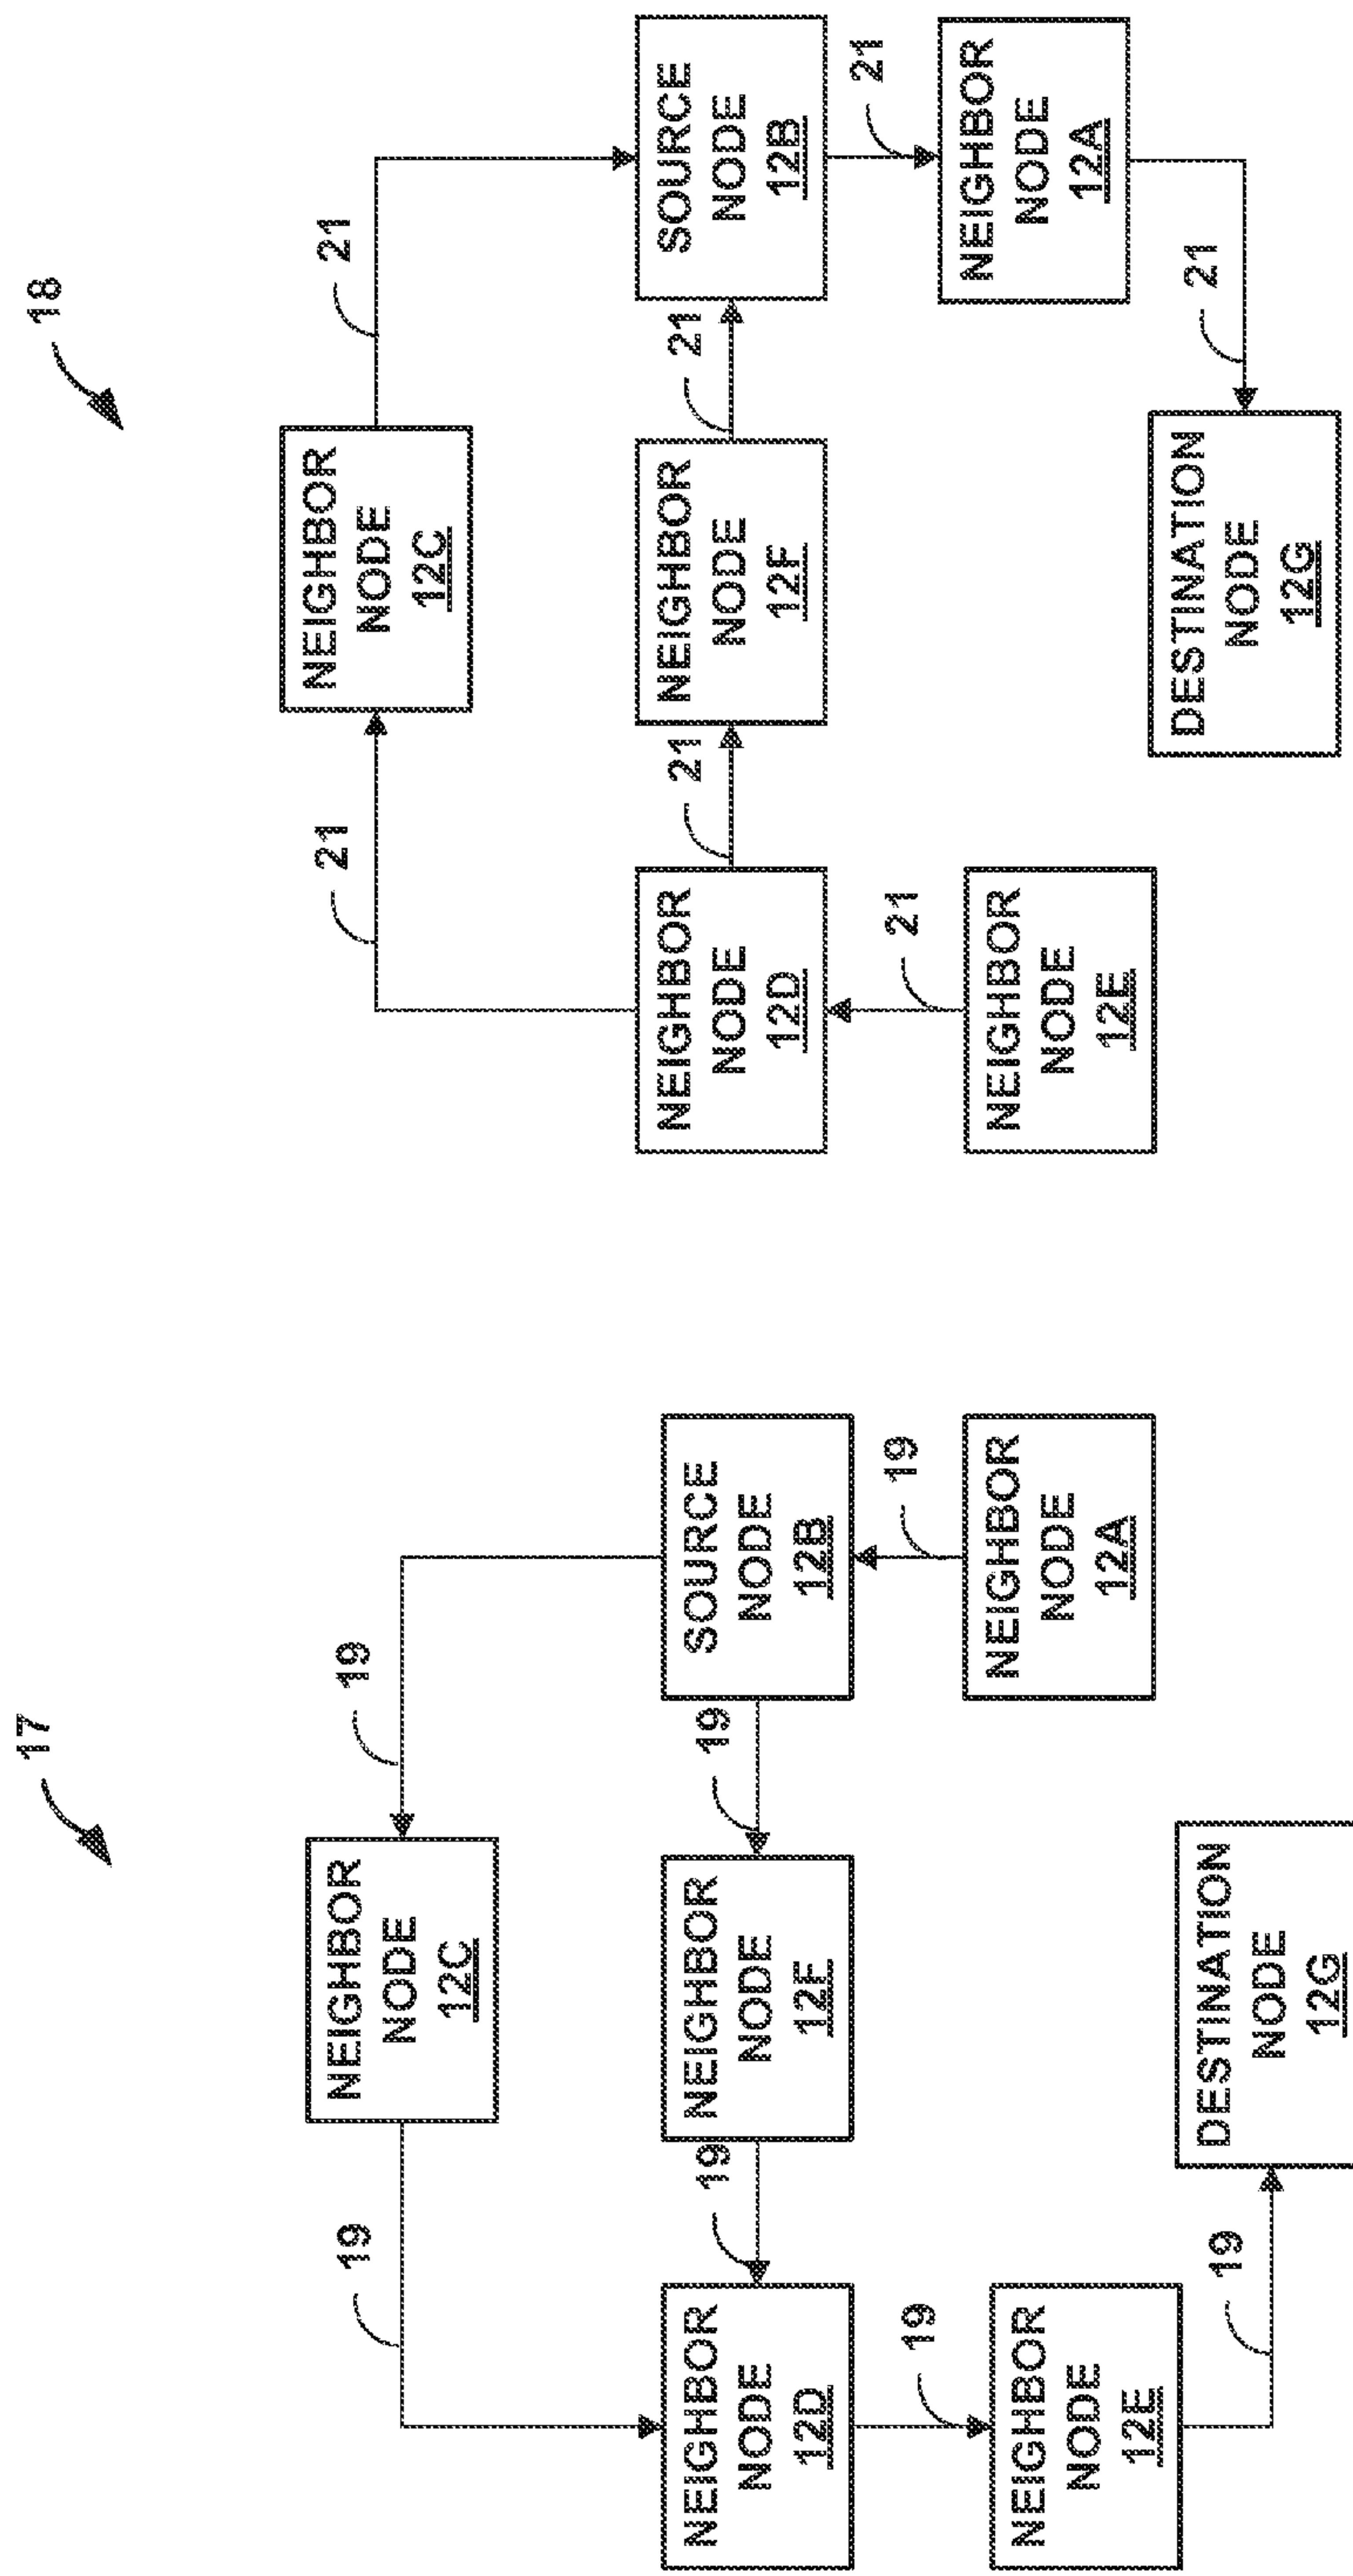 17
NEIGHBOR
NODE
12D
NEIGHBOR
NODE
12E
19
19
19
19
NEIGHBOR
NODE
12C
NEIGHBOR
NODE
12F
DESTINATION
NODE
12G
19
19
SOURCE
NODE
12B
19
NEIGHBOR
NODE
12A
18
NEIGHBOR
NODE
12D
21
NEIGHBOR
NODE
12E
21
21
NEIGHBOR
NODE
12C
NEIGHBOR
NODE
12F
DESTINATION
NODE
12G
21
21
21
SOURCE
NODE
12B
21
NEIGHBOR
NODE
12A